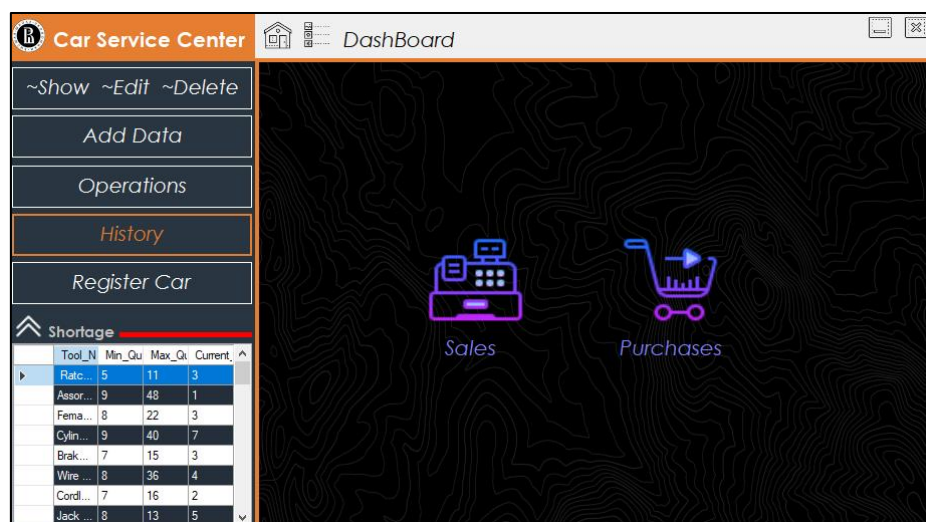 Car Service Center
DashBoard
~Show ~Edit ~Delete
Add Data
Operations
History
Register Car
Shortage
Tool_N Min_Qu Max_Qu Current_
Ratc... 5 11 3
Assor... 9 48 1
Fema... 8 22 3
Cylin... 9 40 7
Brak... 7 15 3
Wire ... 8 36 4
Cordl... 7 16 2
Jack ... 8 13 5
Sales
Purchases